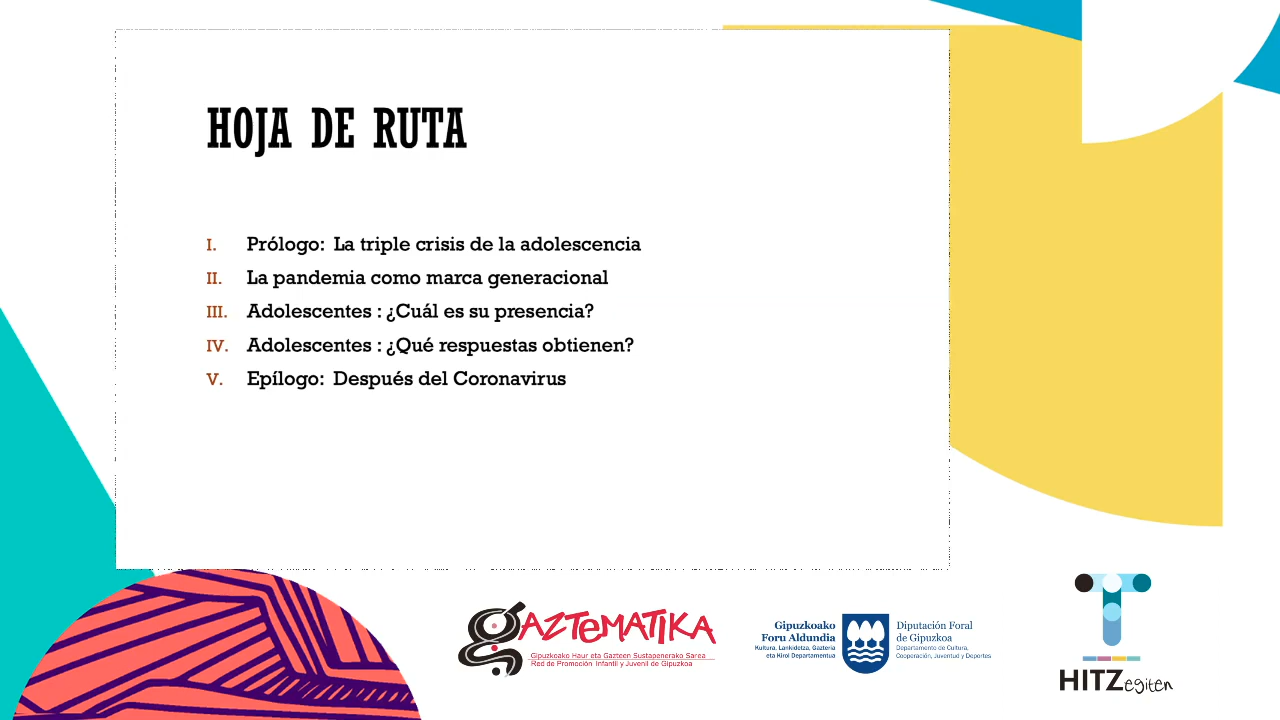 HOJA DE RUTA
I. Prólogo: La triple crisis de la adolescencia
II. La pandemia como marca generacional
III. Adolescentes : ¿Cuál es su presencia?
IV. Adolescentes : ¿Qué respuestas obtienen?
V. Epílogo: Después del Coronavirus
GAZTEMATIKA
Gipuzkoako Haur eta Gazteen Sustapenerako Sarea
Red de Promoción Infantil y Juvenil de Gipuzkoa
Gipuzkoako
Foru Aldundia
Kultura, Lankidetza, Gazteria
eta Kirol Departamentua
Diputación Foral
de Gipuzkoa
Departamento de Cultura,
Cooperación, Juventud y Deportes
HITZegiten